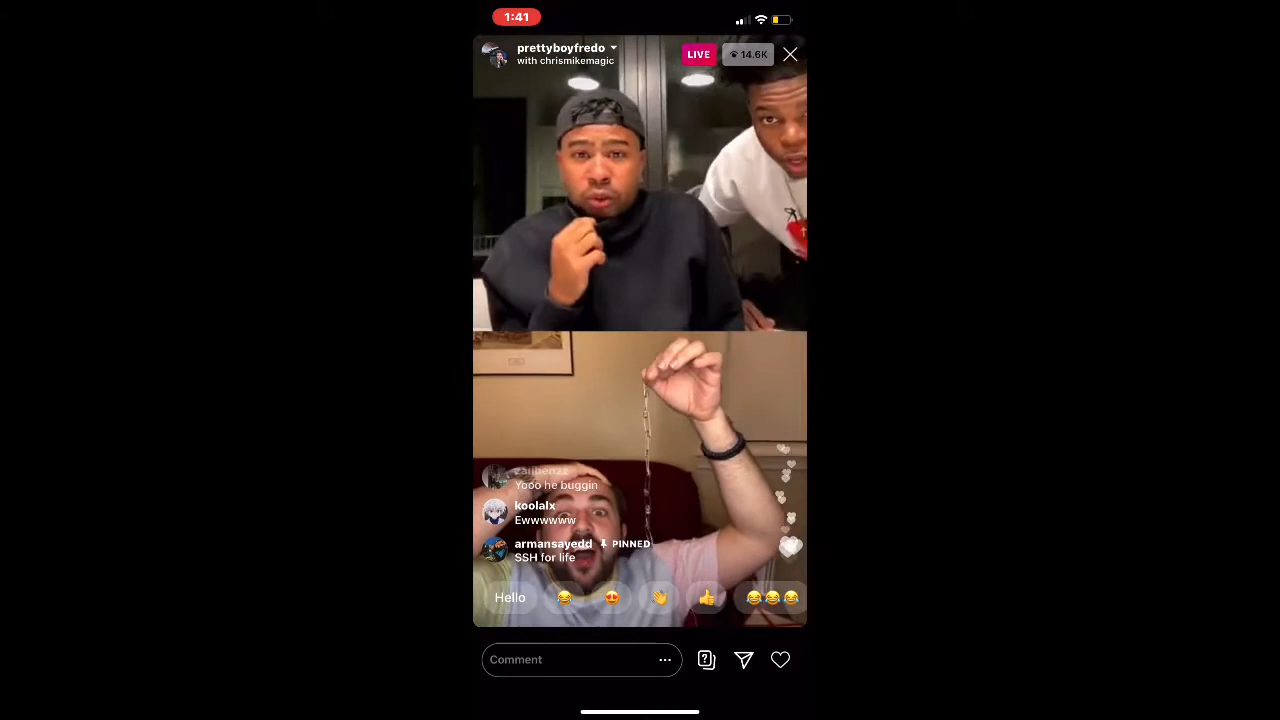 1:41
prettyboyfredo
with chrismikemagic
LIVE
14.6K
zaiibenzz
Yooo he buggin
koolalx
Ewwwwww
armansayedd PINNED
SSH for life
Hello
Comment